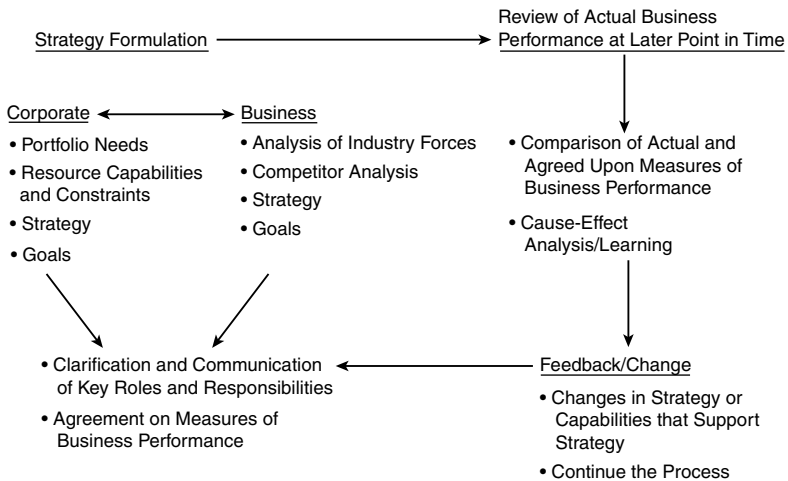 Strategy Formulation
Review of Actual Business
Performance at Later Point in Time
Corporate
• Portfolio Needs
• Resource Capabilities
and Constraints
• Strategy
• Goals
Business
• Analysis of Industry Forces
• Competitor Analysis
• Strategy
• Goals
• Comparison of Actual and
Agreed Upon Measures of
Business Performance
• Cause-Effect
Analysis/Learning
• Clarification and Communication
of Key Roles and Responsibilities
• Agreement on Measures of
Business Performance
Feedback/Change
• Changes in Strategy or
Capabilities that Support
Strategy
• Continue the Process